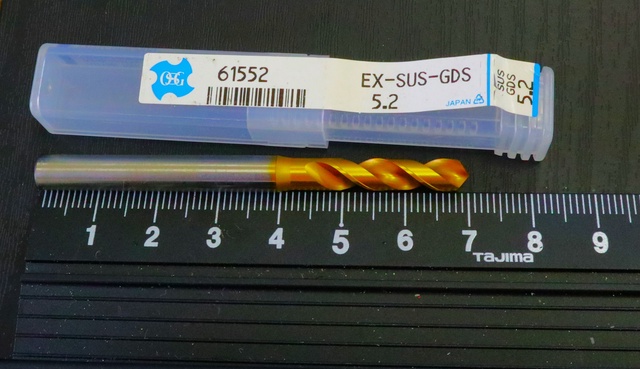 OSG
61552
EX-SUS-GDS
5.2
JAPAN
SUS
GDS
5.2
1 2 3 4 5 6 7 8 9
TAJIMA